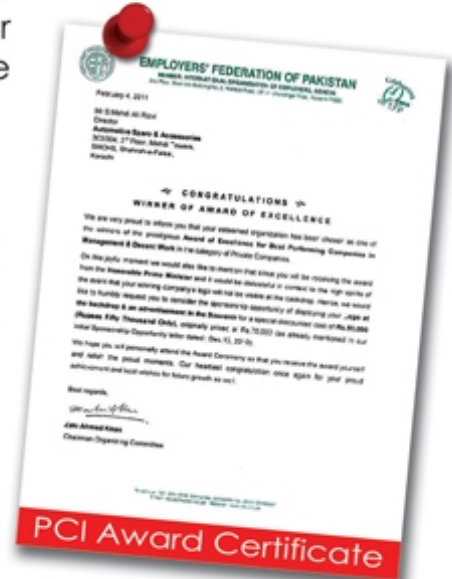 r
e
EMPLOYERS' FEDERATION OF PAKISTAN
MEMBER, INTERNATIONAL ORGANISATION OF EMPLOYERS, GENEVA
February 4, 2011
Director
Automotive Spare & Accessories
Karachi
CONGRATULATIONS
WINNER OF AWARD OF EXCELLENCE
We are very proud to inform you that your esteemed organization has been chosen as one of
the winners of the prestigious Award of Excellence for Best Performing Companies in
Management & Decent Work in the category of Private Companies.
On this joyful moment we would also like to mention that since you will be receiving the award
from the Honorable Prime Minister and it would be delightful in context to the high spirits of
the event that your winning company's logo will be visible at the backdrop. Hence, we would
like to humbly request you to consider the sponsorship opportunity of displaying your logo at
the backdrop & an advertisement in the Souvenir for a special discounted cost of Rs.50,000
(Rupees Fifty Thousand Only), originally priced at Rs.70,000 (as already mentioned in our
initial Sponsorship Opportunity letter dated: Dec 10, 2010).
We hope you will personally attend the Award Ceremony so that you receive the award yourself
and relish the proud moments. Our heartiest congratulation once again for your proud
achievement and best wishes for future growth as well.
Best regards,
Chairman Organizing Committee
PCI Award Certificate